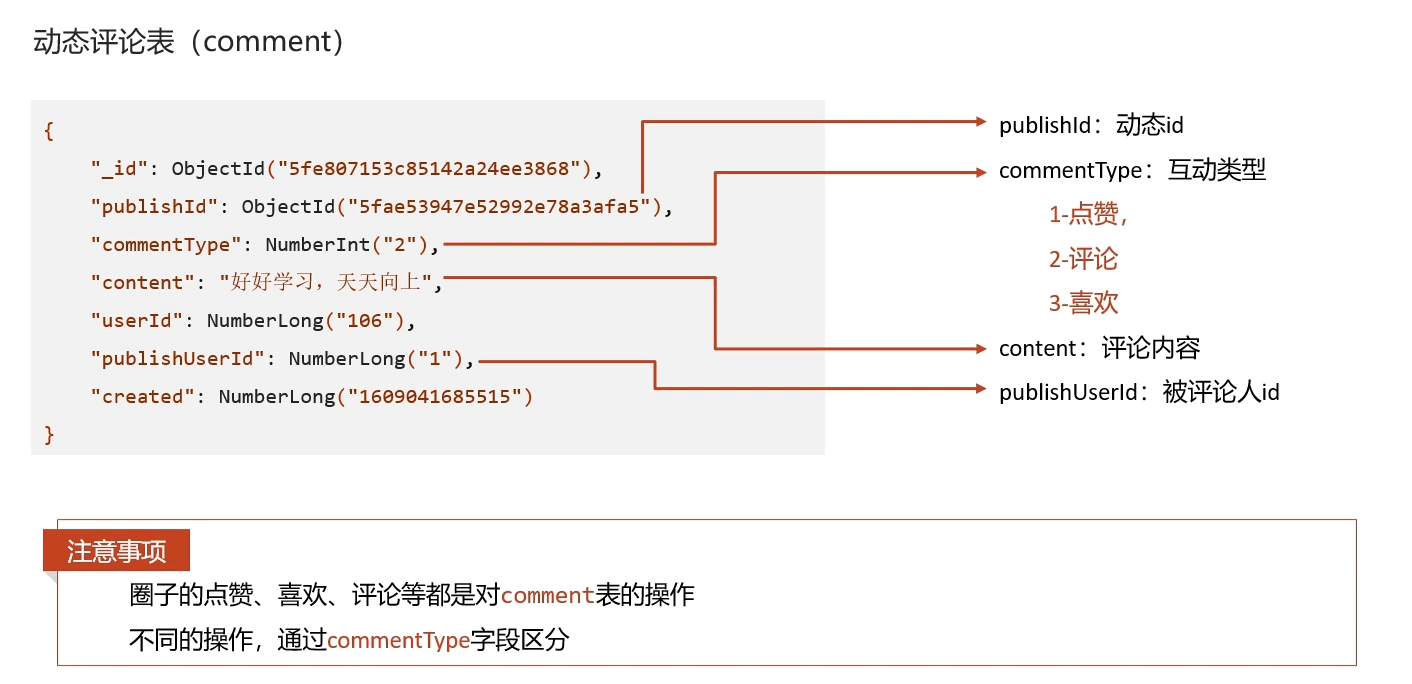 动态评论表（comment）
{
"_id": ObjectId("5fe807153c85142a24ee3868"),
"publishId": ObjectId("5fae53947e52992e78a3afa5"),
"commentType": NumberInt("2"),
"content": "好好学习，天天向上",
"userId": NumberLong("106"),
"publishUserId": NumberLong("1"),
"created": NumberLong("1609041685515")
}
publishId：动态id
commentType：互动类型
1-点赞，
2-评论
3-喜欢
content：评论内容
publishUserId：被评论人id
注意事项
圈子的点赞、喜欢、评论等都是对comment表的操作
不同的操作，通过commentType字段区分